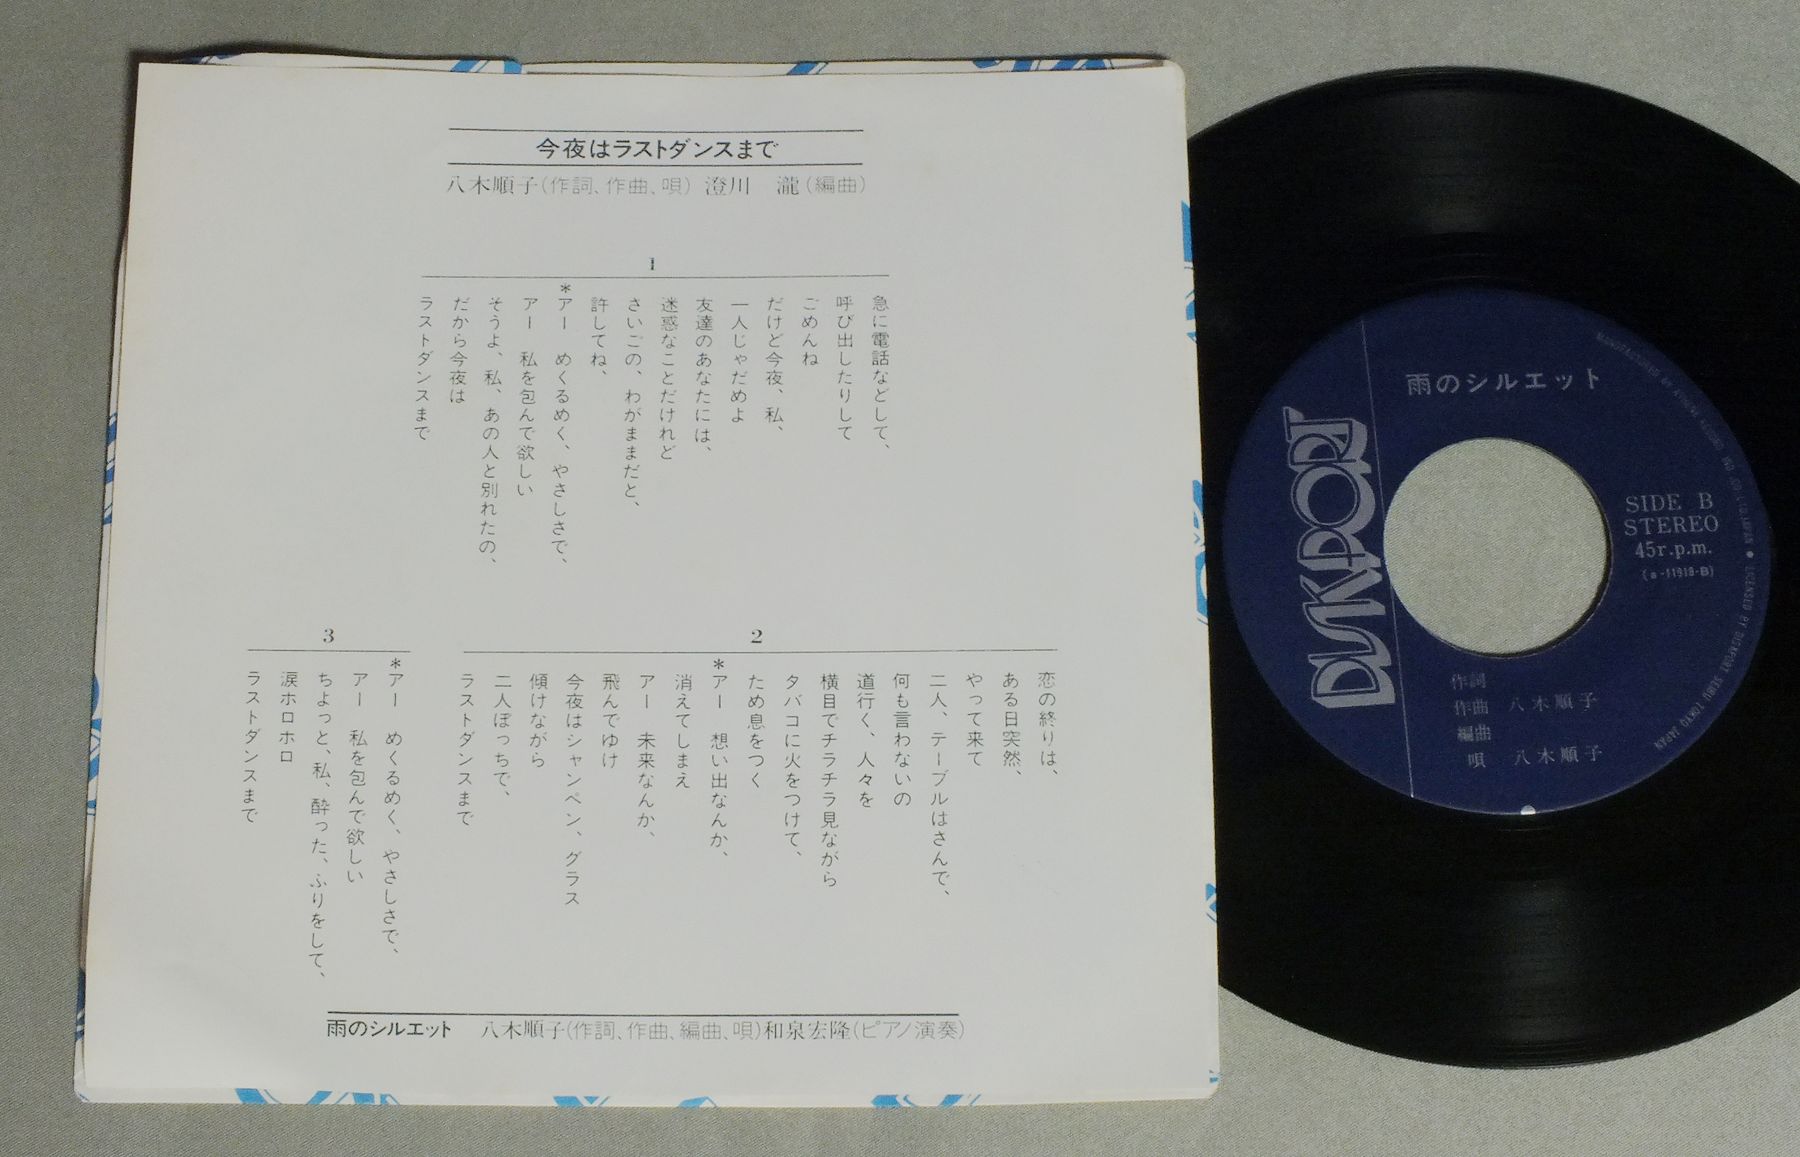 今夜はラストダンスまで
八木順子(作詞、作曲、唄) 澄川 瀧(編曲)
1
急に電話などして、
呼び出したりして
ごめんね
だけど今夜、私、
一人じゃだめよ
友達のあなたには、
迷惑なことだけれど
さいごの、わがままだと、
許してね、
*アー めくるめく、やさしさで、
アー 私を包んで欲しい
そうよ、私、あの人と別れたの、
だから今夜は
ラストダンスまで
2
恋の終りは、
ある日突然、
やって来て
二人、テーブルはさんで、
何も言わないの
道行く、人々を
横目でチラチラ見ながら
タバコに火をつけて、
ため息をつく
*アー 想い出なんか、
消えてしまえ
アー 未来なんか、
飛んでゆけ
今夜はシャンペン、グラス
傾けながら
二人ぼっちで、
ラストダンスまで
3
*アー めくるめく、やさしさで、
アー 私を包んで欲しい
ちょっと、私、酔った、ふりをして、
涙ホロホロ
ラストダンスまで
雨のシルエット 八木順子(作詞、作曲、編曲、唄)和泉宏隆(ピアノ演奏)
雨のシルエット
DISKPORT
SIDE B
STEREO
45r.p.m.
作詞
作曲 八木順子
編曲
唄 八木順子
LICENSED BY DISKPORT SEIBU TOKYO JAPAN